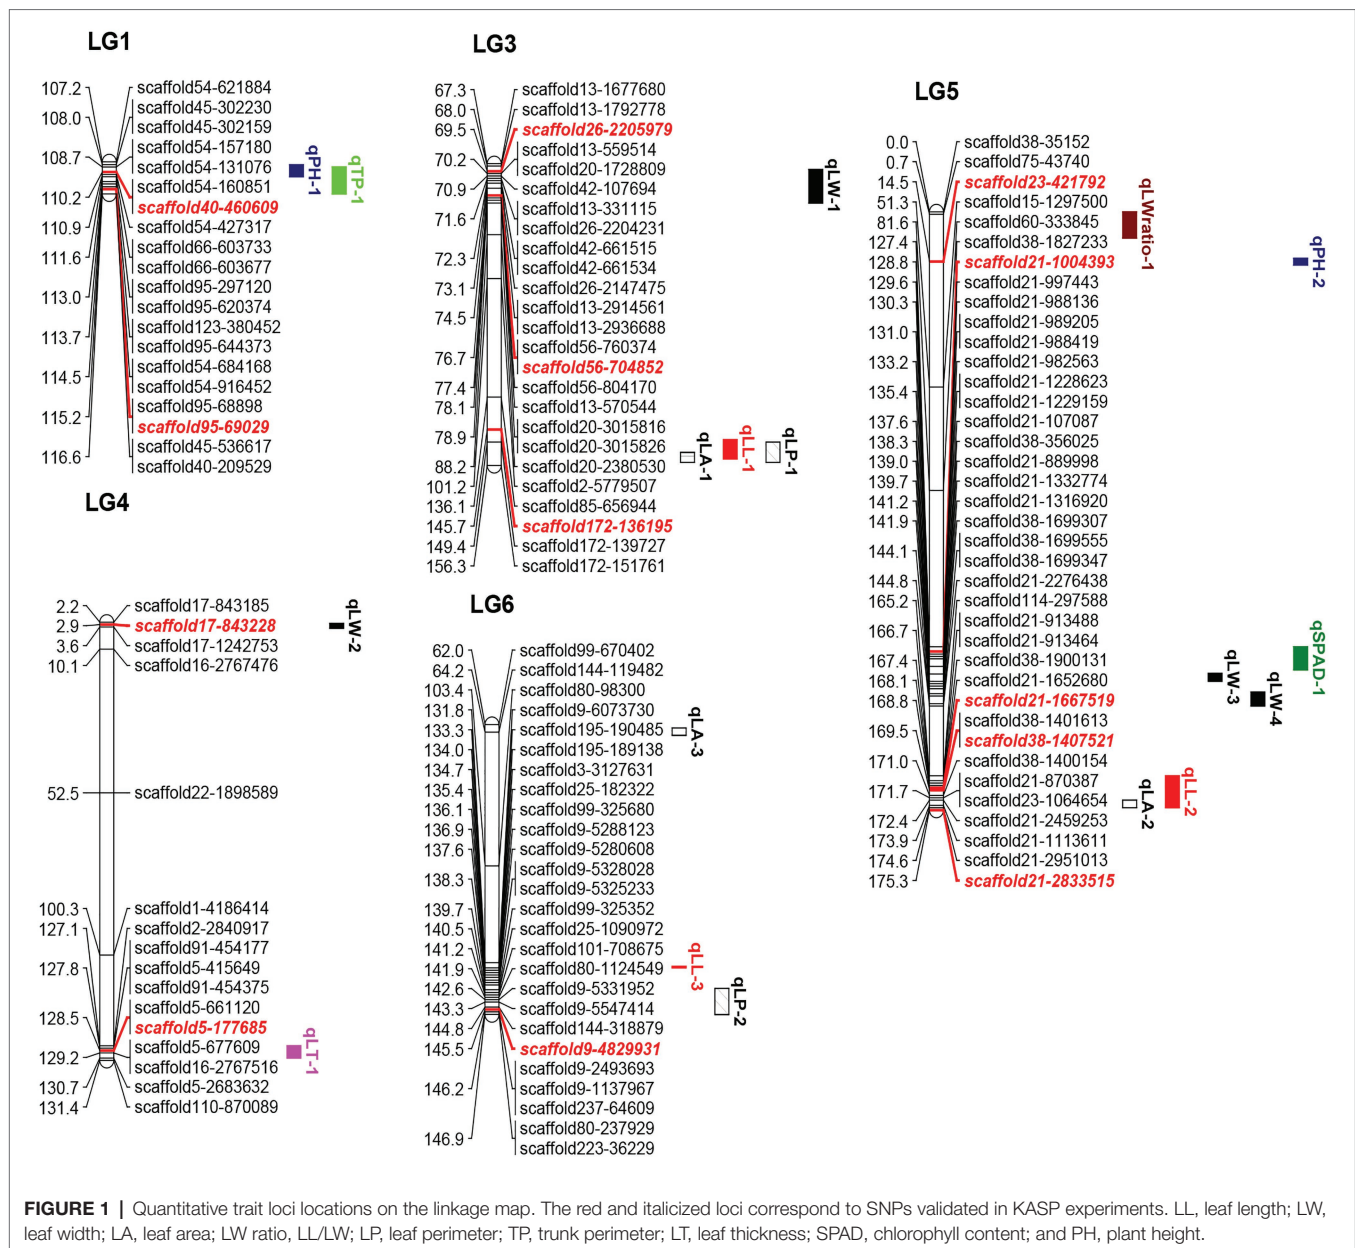 LG1
107.2
108.0
108.7
110.2
110.9
111.6
113.0
113.7
114.5
115.2
116.6
scaffold54-621884
scaffold45-302230
scaffold45-302159
scaffold54-157180
scaffold54-131076
scaffold54-160851
scaffold40-460609
scaffold54-427317
scaffold66-603733
scaffold66-603677
scaffold95-297120
scaffold95-620374
scaffold123-380452
scaffold95-644373
scaffold54-684168
scaffold54-916452
scaffold95-68898
scaffold95-69029
scaffold45-536617
scaffold40-209529
qPH-1
qTP-1
LG3
67.3
68.0
69.5
70.2
70.9
71.6
72.3
73.1
74.5
76.7
77.4
78.1
78.9
88.2
101.2
136.1
145.7
149.4
156.3
scaffold13-1677680
scaffold13-1792778
scaffold26-2205979
scaffold13-559514
scaffold20-1728809
scaffold42-107694
scaffold13-331115
scaffold26-2204231
scaffold42-661515
scaffold42-661534
scaffold26-2147475
scaffold13-2914561
scaffold13-2936688
scaffold56-760374
scaffold56-704852
scaffold56-804170
scaffold13-570544
scaffold20-3015816
scaffold20-3015826
scaffold20-2380530
scaffold2-5779507
scaffold85-656944
scaffold172-136195
scaffold172-139727
scaffold172-151761
qLW-1
qLA-1
qLL-1
qLP-1
LG5
0.0
0.7
14.5
51.3
81.6
127.4
128.8
129.6
130.3
131.0
133.2
135.4
137.6
138.3
139.0
139.7
141.2
141.9
144.1
144.8
165.2
166.7
167.4
168.1
168.8
169.5
171.0
171.7
172.4
173.9
174.6
175.3
scaffold38-35152
scaffold75-43740
scaffold23-421792
scaffold15-1297500
scaffold60-333845
scaffold38-1827233
scaffold21-1004393
scaffold21-997443
scaffold21-988136
scaffold21-989205
scaffold21-988419
scaffold21-982563
scaffold21-1228623
scaffold21-1229159
scaffold21-107087
scaffold38-356025
scaffold21-889998
scaffold21-1332774
scaffold21-1316920
scaffold38-1699307
scaffold38-1699555
scaffold38-1699347
scaffold21-2276438
scaffold114-297588
scaffold21-913488
scaffold21-913464
scaffold38-1900131
scaffold21-1652680
scaffold21-1667519
scaffold38-1401613
scaffold38-1407521
scaffold38-1400154
scaffold21-870387
scaffold23-1064654
scaffold21-2459253
scaffold21-1113611
scaffold21-2951013
scaffold21-2833515
qLWratio-1
qPH-2
qSPAD-1
qLW-3
qLW-4
qLL-2
qLA-2
LG4
2.2
2.9
3.6
10.1
52.5
100.3
127.1
127.8
128.5
129.2
130.7
131.4
scaffold17-843185
scaffold17-843228
scaffold17-1242753
scaffold16-2767476
scaffold22-1898589
scaffold1-4186414
scaffold2-2840917
scaffold91-454177
scaffold5-415649
scaffold91-454375
scaffold5-661120
scaffold5-177685
scaffold5-677609
scaffold16-2767516
scaffold5-2683632
scaffold110-870089
qLW-2
qLT-1
LG6
62.0
64.2
103.4
131.8
133.3
134.0
134.7
135.4
136.1
136.9
137.6
138.3
139.7
140.5
141.2
141.9
142.6
143.3
144.8
145.5
146.2
146.9
scaffold99-670402
scaffold144-119482
scaffold80-98300
scaffold9-6073730
scaffold195-190485
scaffold195-189138
scaffold3-3127631
scaffold25-182322
scaffold99-325680
scaffold9-5288123
scaffold9-5280608
scaffold9-5328028
scaffold9-5325233
scaffold99-325352
scaffold25-1090972
scaffold101-708675
scaffold80-1124549
scaffold9-5331952
scaffold9-5547414
scaffold144-318879
scaffold9-4829931
scaffold9-2493693
scaffold9-1137967
scaffold237-64609
scaffold80-237929
scaffold223-36229
qLA-3
qLL-3
qLP-2
FIGURE 1 | Quantitative trait loci locations on the linkage map. The red and italicized loci correspond to SNPs validated in KASP experiments. LL, leaf length; LW,
leaf width; LA, leaf area; LW ratio, LL/LW; LP, leaf perimeter; TP, trunk perimeter; LT, leaf thickness; SPAD, chlorophyll content; and PH, plant height.